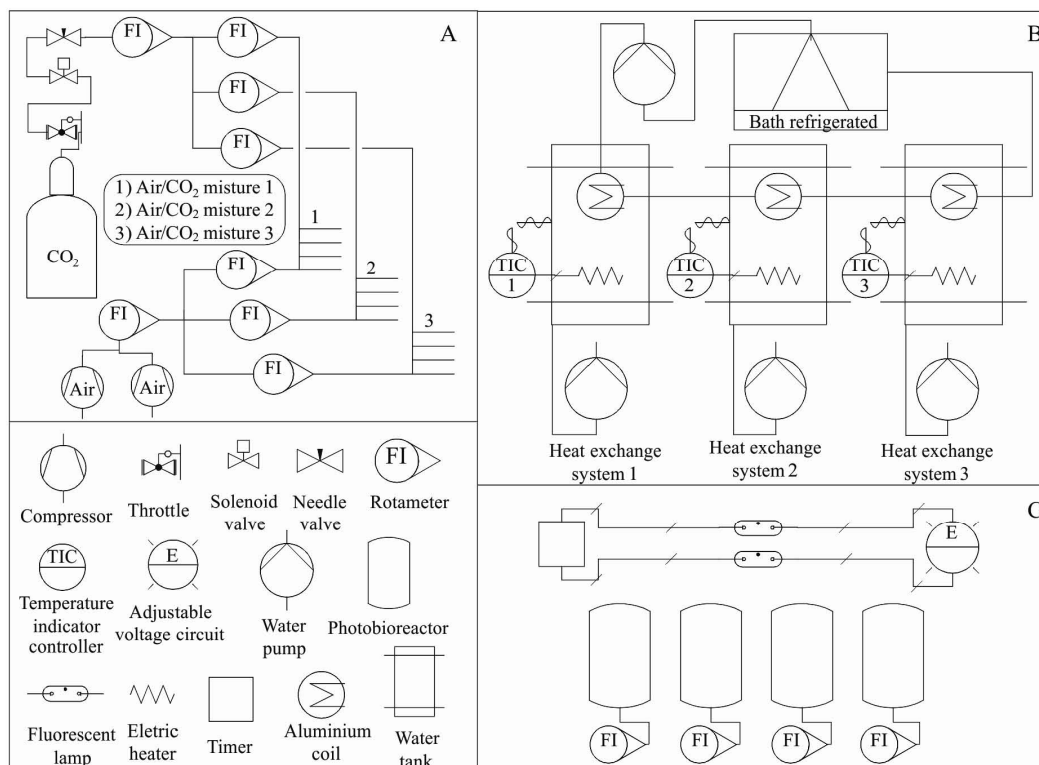 A
FI
FI
FI
FI
1) Air/CO₂ misture 1
2) Air/CO₂ misture 2
3) Air/CO₂ misture 3
CO₂
1
2
3
FI
FI
FI
FI
Air
Air
B
Bath refrigerated
TIC
1
TIC
2
TIC
3
Heat exchange
system 1
Heat exchange
system 2
Heat exchange
system 3
FI
Compressor
Throttle
Solenoid
valve
Needle
valve
Rotameter
TIC
Temperature
indicator
controller
E
Adjustable
voltage circuit
Water
pump
Photobioreactor
Fluorescent
lamp
Eletric
heater
Timer
Aluminium
coil
Water
tank
C
E
FI
FI
FI
FI